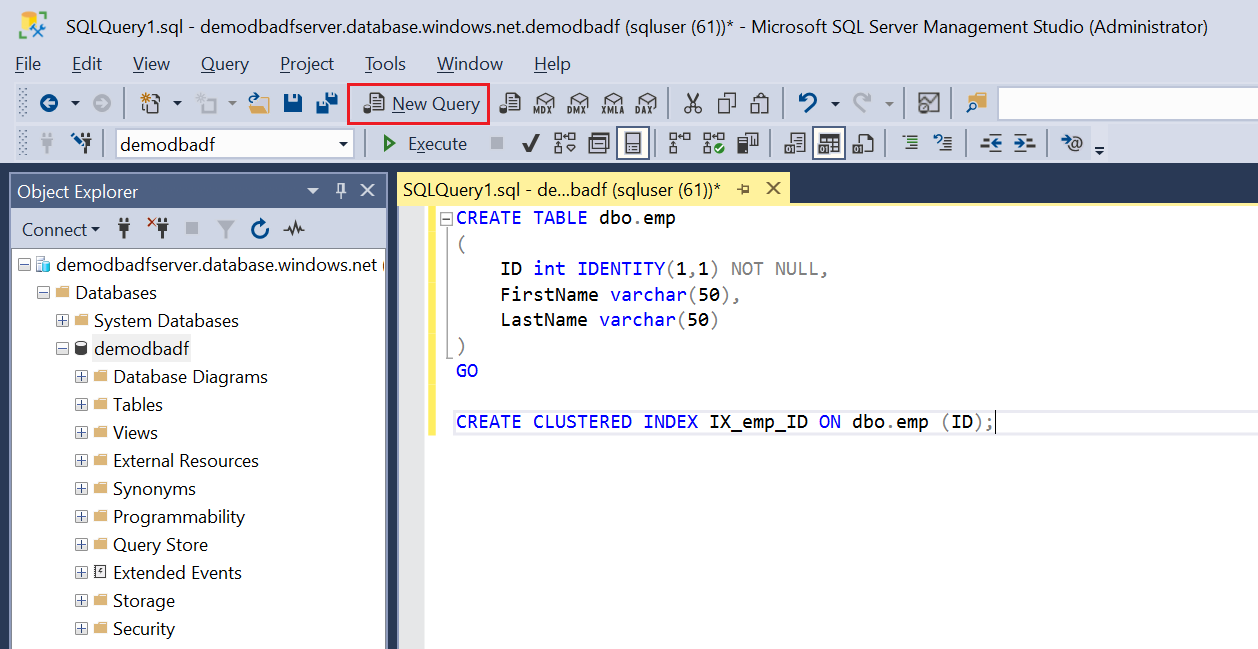 SQLQuery1.sql - demodbadfserver.database.windows.net.demodbadf (sqluser (61))* - Microsoft SQL Server Management Studio (Administrator)
File Edit View Query Project Tools Window Help
New Query MDX DMX XMLA DAX
demodbadf Execute
Object Explorer
Connect
demodbadfserver.database.windows.net (
Databases
System Databases
demodbadf
Database Diagrams
Tables
Views
External Resources
Synonyms
Programmability
Query Store
Extended Events
Storage
Security
SQLQuery1.sql - de...badf (sqluser (61))*
CREATE TABLE dbo.emp
(
ID int IDENTITY(1,1) NOT NULL,
FirstName varchar(50),
LastName varchar(50)
)
GO
CREATE CLUSTERED INDEX IX_emp_ID ON dbo.emp (ID);